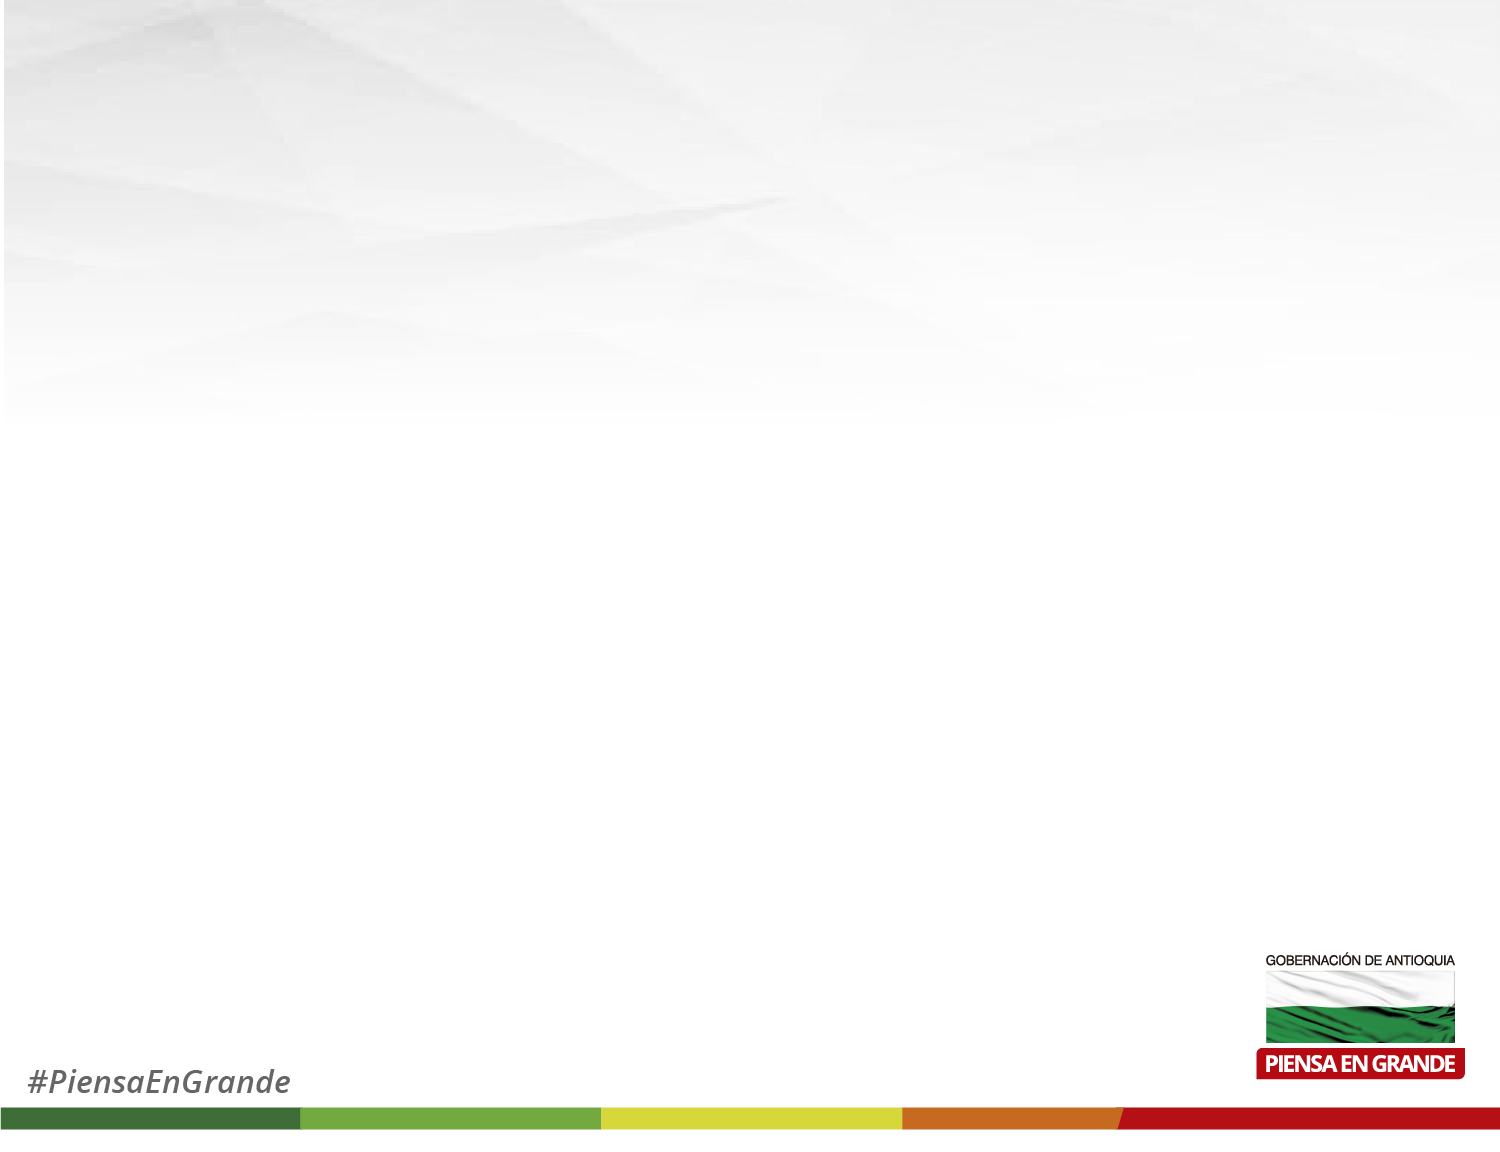 GOBERNACIÓN DE ANTIOQUIA
PIENSA EN GRANDE
#PiensaEnGrande